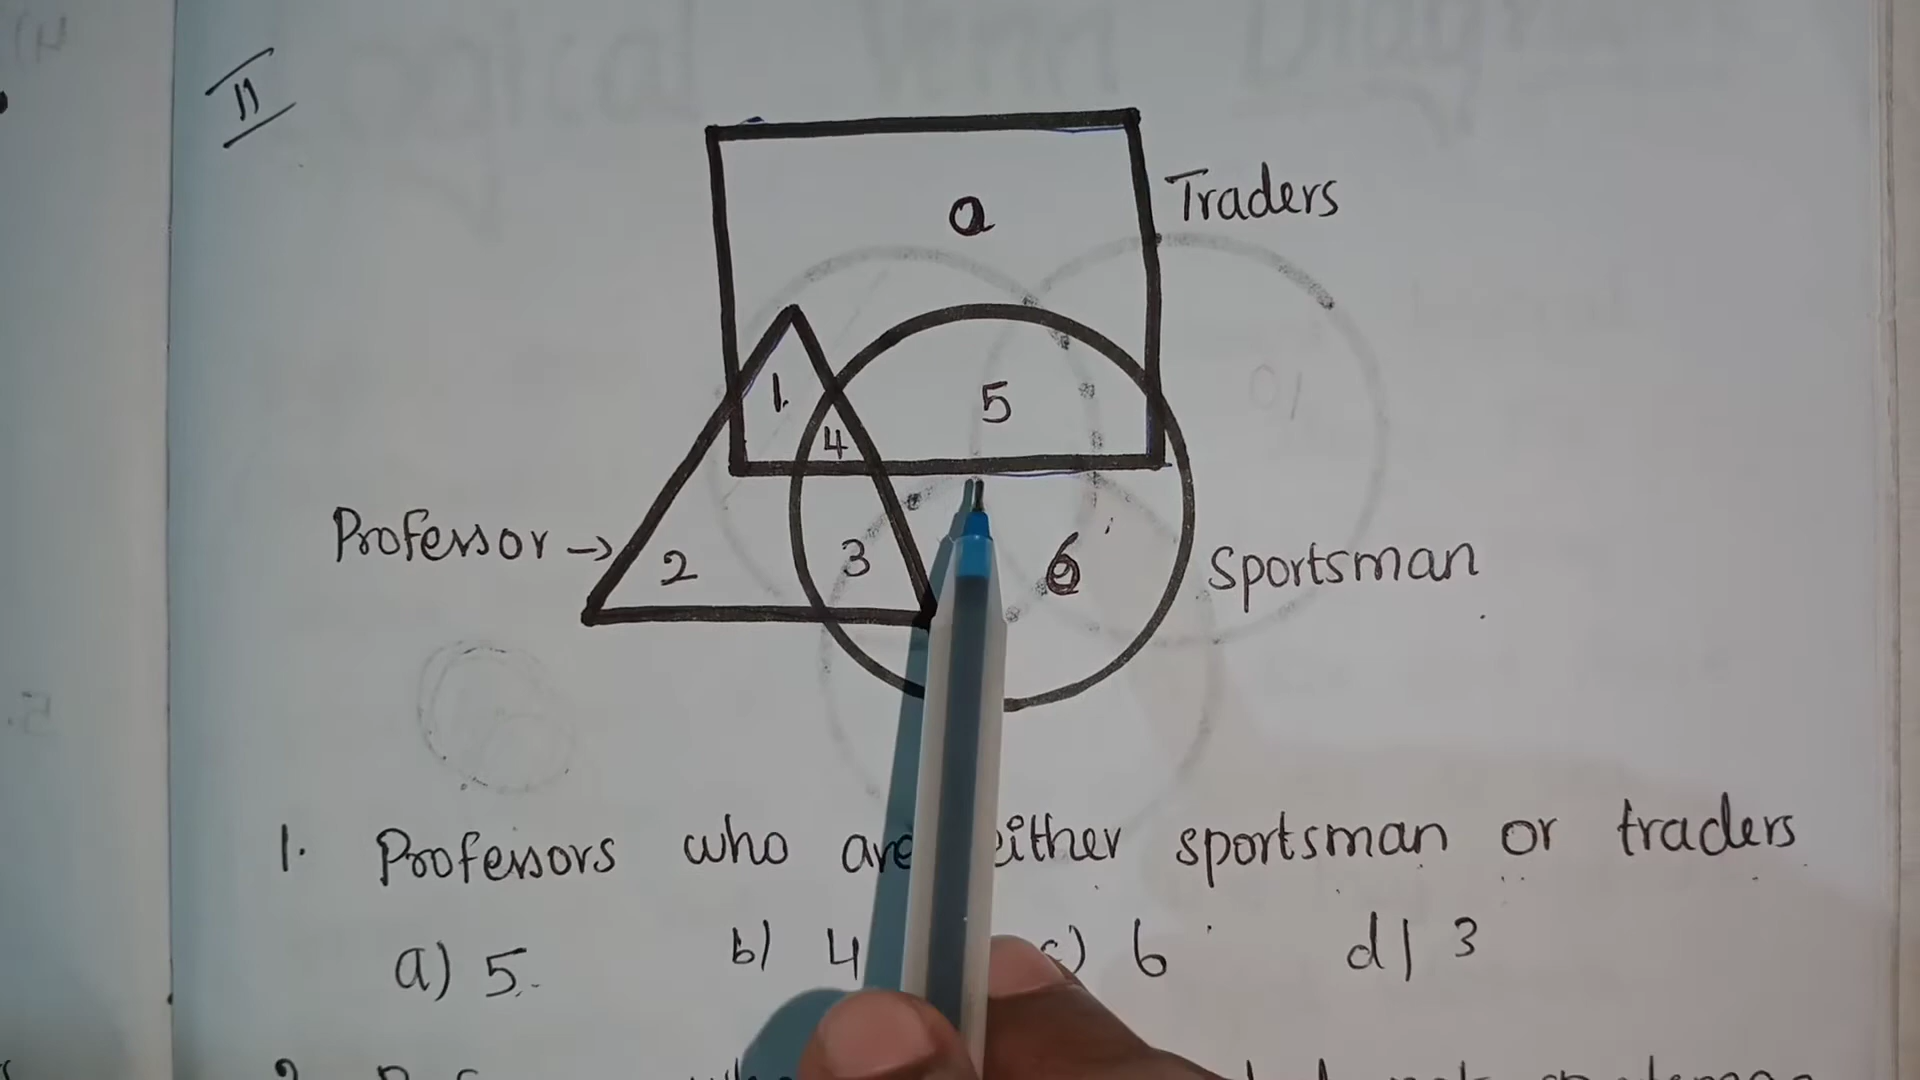 II
a
Traders
1.
5
4
Professor →
2
3
6
Sportsman
1. Professors who are either sportsman or traders
a) 5. b) 4 c) 6 d) 3